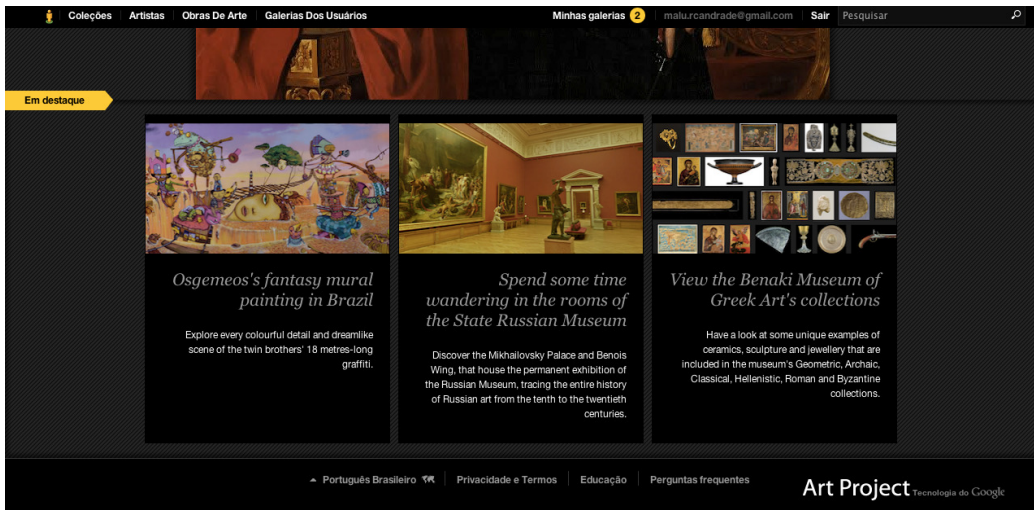 Coleções Artistas Obras De Arte Galerias Dos Usuários Minhas galerias 2 malu.rcandrade@gmail.com Sair Pesquisar
Em destaque
Osgemeos's fantasy mural
painting in Brazil
Explore every colourful detail and dreamlike
scene of the twin brothers' 18 metres-long
graffiti.
Spend some time
wandering in the rooms of
the State Russian Museum
Discover the Mikhailovsky Palace and Benois
Wing, that house the permanent exhibition of
the Russian Museum, tracing the entire history
of Russian art from the tenth to the twentieth
centuries.
View the Benaki Museum of
Greek Art's collections
Have a look at some unique examples of
ceramics, sculpture and jewellery that are
included in the museum's Geometric, Archaic,
Classical, Hellenistic, Roman and Byzantine
collections.
Português Brasileiro Privacidade e Termos Educação Perguntas frequentes
Art Project Tecnologia do Google